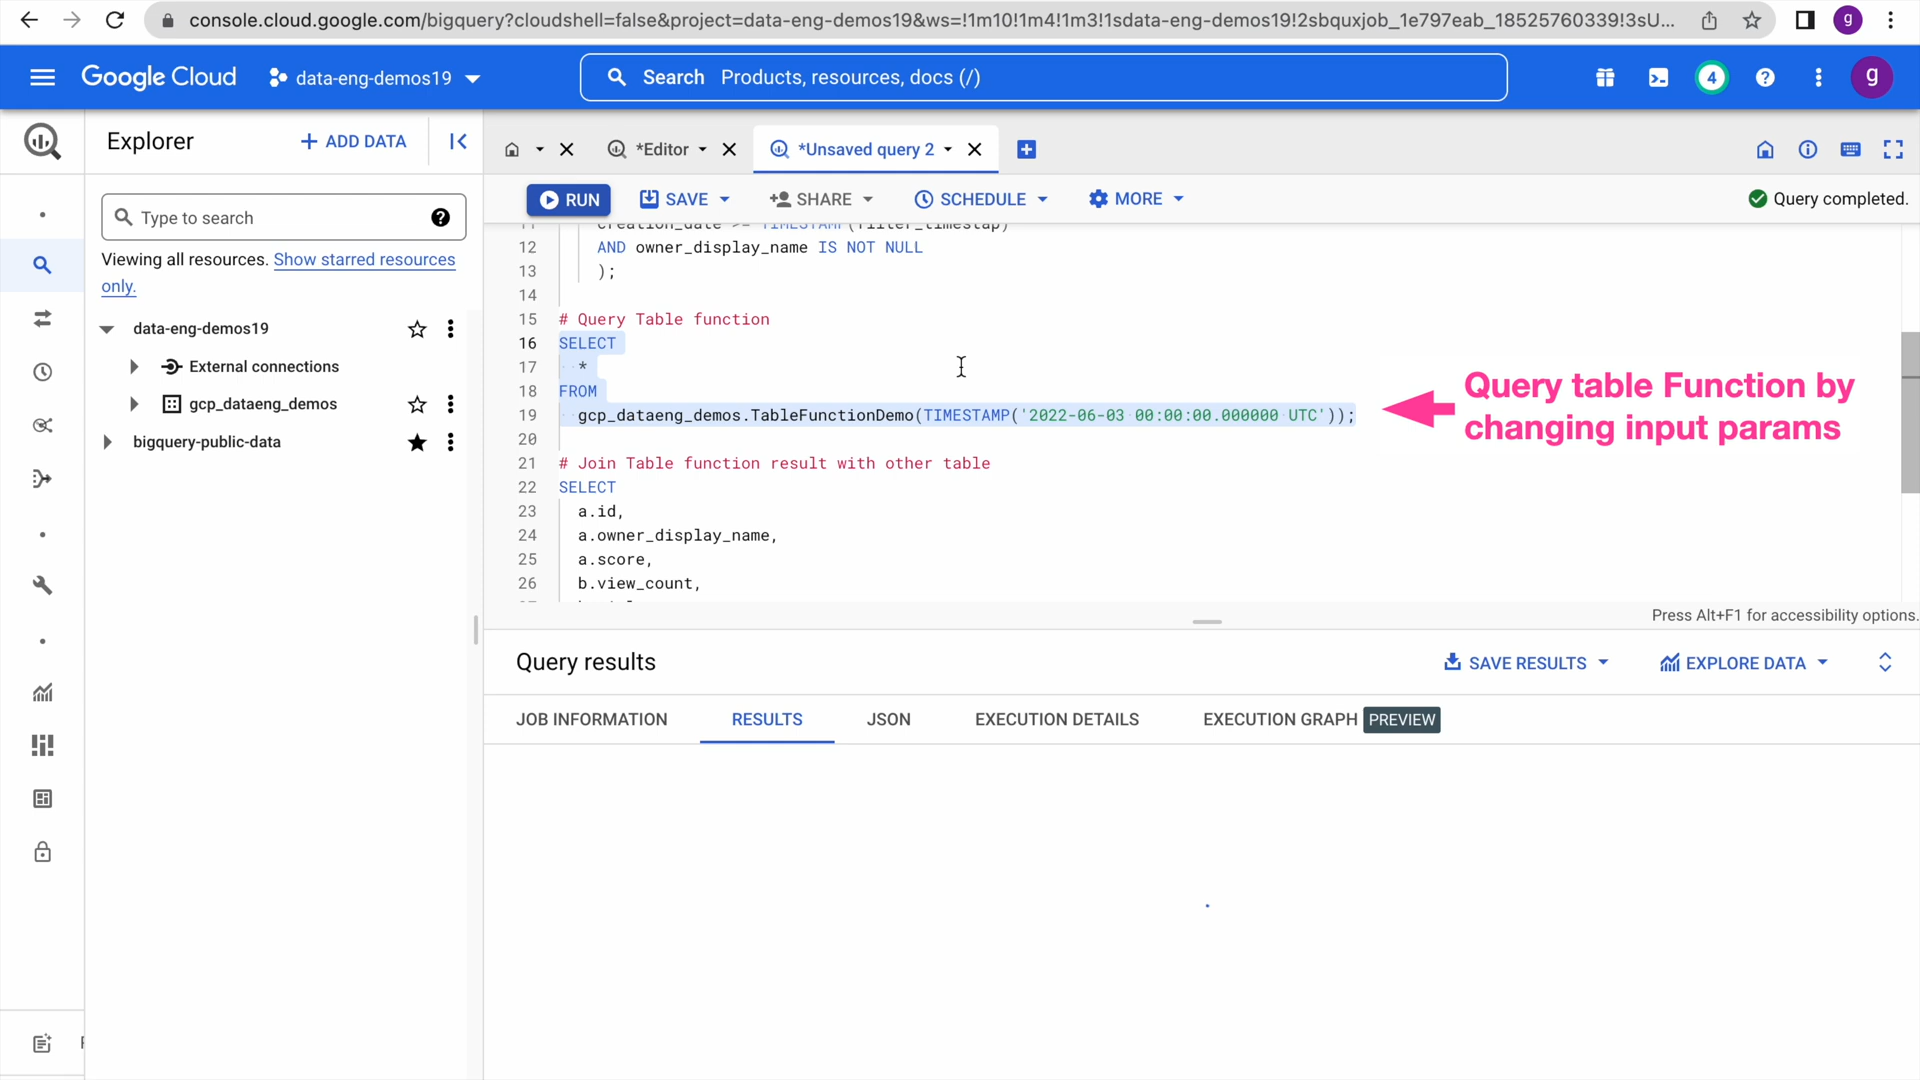 console.cloud.google.com/bigquery?cloudshell=false&project=data-eng-demos19&ws=!1m10!1m4!1m3!1sdata-eng-demos19!2sbquxjob_1e797eab_18525760339!3sU...
g
Google Cloud
data-eng-demos19
Search Products, resources, docs (/)
4
g
Explorer
+ ADD DATA
*Editor
*Unsaved query 2
Type to search
RUN
SAVE
SHARE
SCHEDULE
MORE
Query completed.
Viewing all resources. Show starred resources
only.
data-eng-demos19
External connections
gcp_dataeng_demos
bigquery-public-data
11 creation_date >= TIMESTAMP(filter_timestap)
12 AND owner_display_name IS NOT NULL
13 );
14
15 # Query Table function
16 SELECT
17 *
18 FROM
19 gcp_dataeng_demos.TableFunctionDemo(TIMESTAMP('2022-06-03 00:00:00.000000 UTC'));
20
21 # Join Table function result with other table
22 SELECT
23 a.id,
24 a.owner_display_name,
25 a.score,
26 b.view_count,
Query table Function by
changing input params
Press Alt+F1 for accessibility options.
Query results
SAVE RESULTS
EXPLORE DATA
JOB INFORMATION
RESULTS
JSON
EXECUTION DETAILS
EXECUTION GRAPH PREVIEW